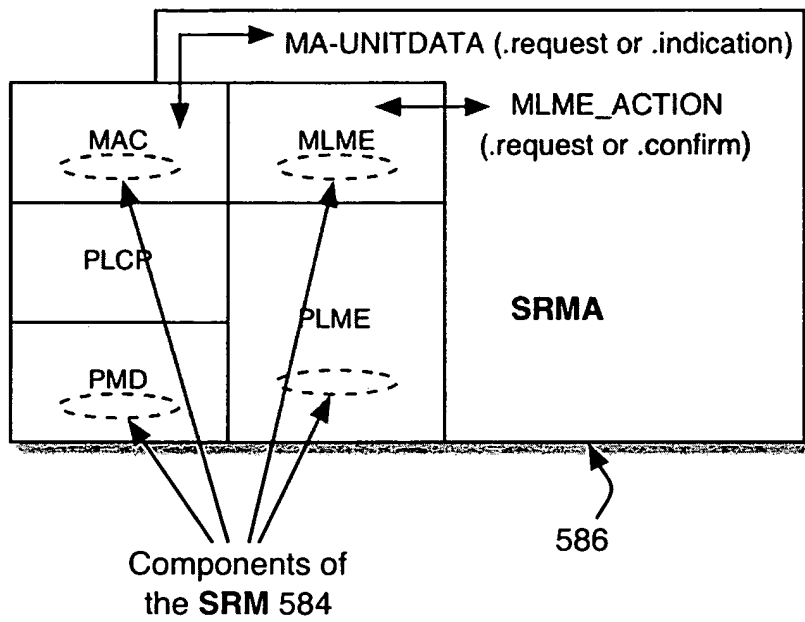 MA-UNITDATA (.request or .indication)
MLME_ACTION
(.request or .confirm)
MAC
MLME
PLCP
PLME
SRMA
PMD
586
Components of
the SRM 584